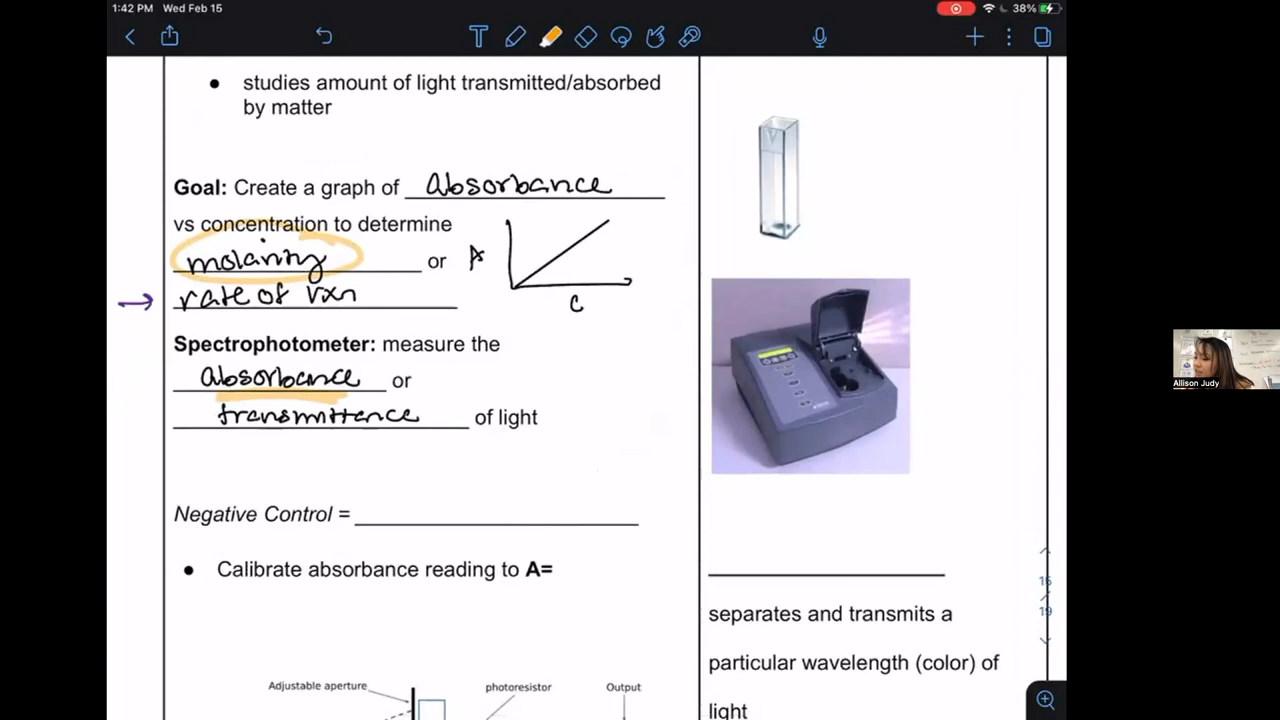 1:42 PM Wed Feb 15
38%
studies amount of light transmitted/absorbed
by matter
Goal: Create a graph of absorbance
vs concentration to determine
molarity or
rate of rxn
A
C
Spectrophotometer: measure the
absorbance or
transmittence of light
Negative Control =
Calibrate absorbance reading to A=
Adjustable aperture
photoresistor
Output
separates and transmits a
particular wavelength (color) of
light
15
19
Allison Judy